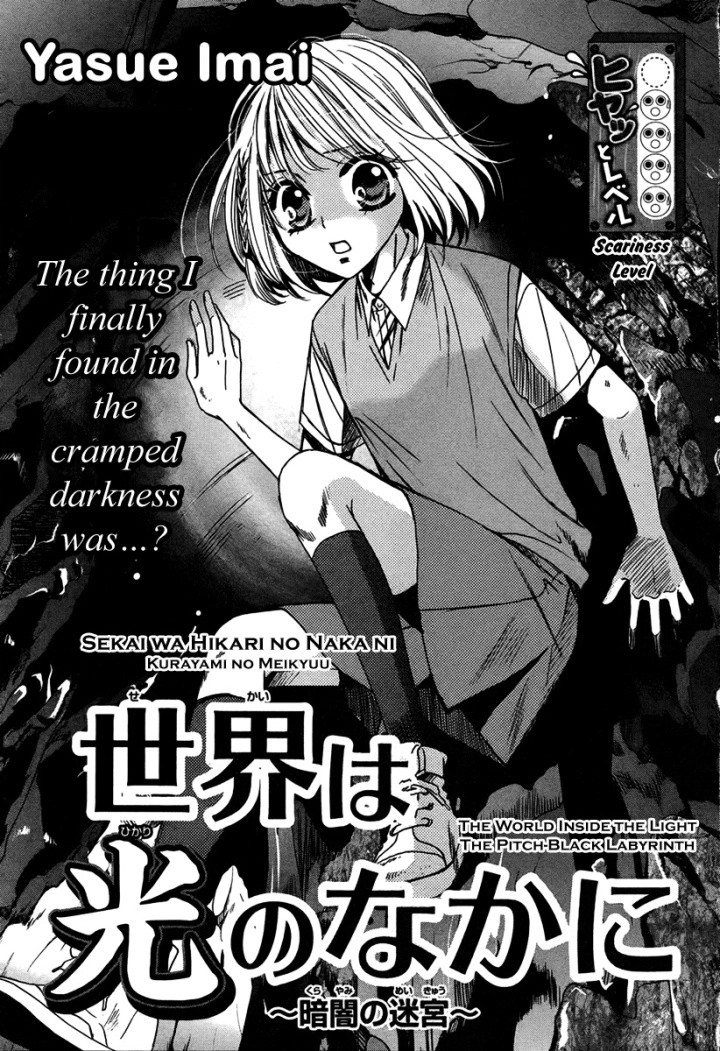 Yasue Imai
ヒヤッとレベル
Scariness
Level
The thing I
finally
found in
the
cramped
darkness
was...?
Sekai wa Hikari no Naka ni
Kurayami no Meikyuu
せ かい
世界は
The World Inside the Light
The Pitch-Black Labyrinth
ひかり
光のなかに
くら やみ めい きゅう
～暗闇の迷宮～